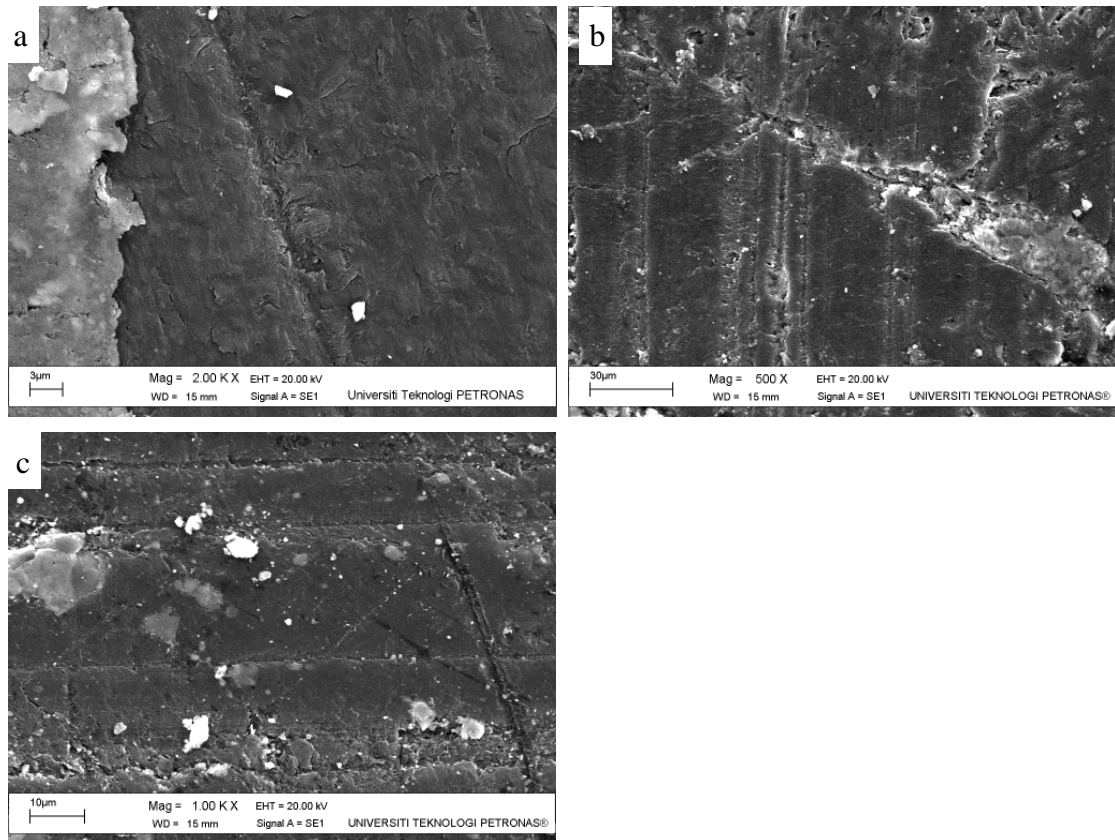 a
3µm
Mag = 2.00 K X EHT = 20.00 kV
WD = 15 mm Signal A = SE1 Universiti Teknologi PETRONAS
b
30µm
Mag = 500 X EHT = 20.00 kV
WD = 15 mm Signal A = SE1 UNIVERSITI TEKNOLOGI PETRONAS®
c
10µm
Mag = 1.00 K X EHT = 20.00 kV
WD = 15 mm Signal A = SE1 UNIVERSITI TEKNOLOGI PETRONAS®